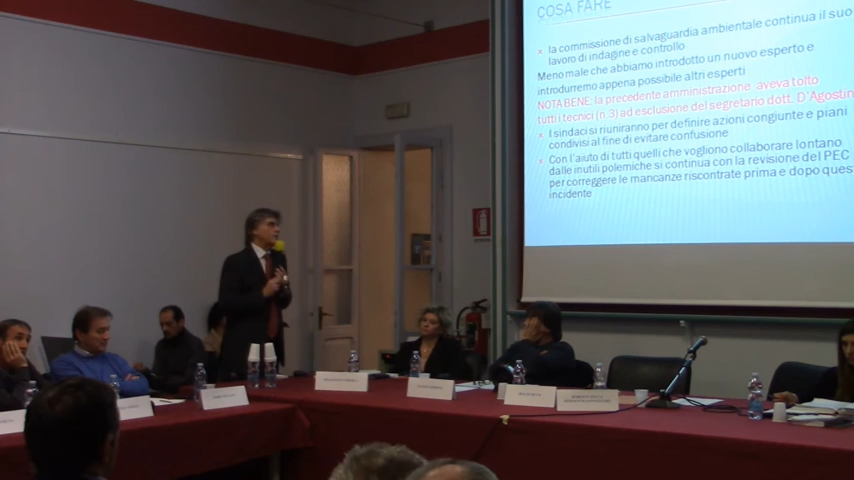 COSA FARE
la commissione di salvaguardia ambientale continua il suo
lavoro di indagine e controllo
Meno male che abbiamo introdotto un nuovo esperto e
introdurremo appena possibile altri esperti
NOTA BENE: la precedente amministrazione aveva tolto
tutti i tecnici (n.3) ad esclusione del segretario dott. D'Agostin
I sindaci si riuniranno per definire azioni congiunte e piani
condivisi al fine di evitare confusione
Con l'aiuto di tutti quelli che vogliono collaborare lontano
dalle inutili polemiche si continua con la revisione del PEC
per correggere le mancanze riscontrate prima e dopo ques
incidente